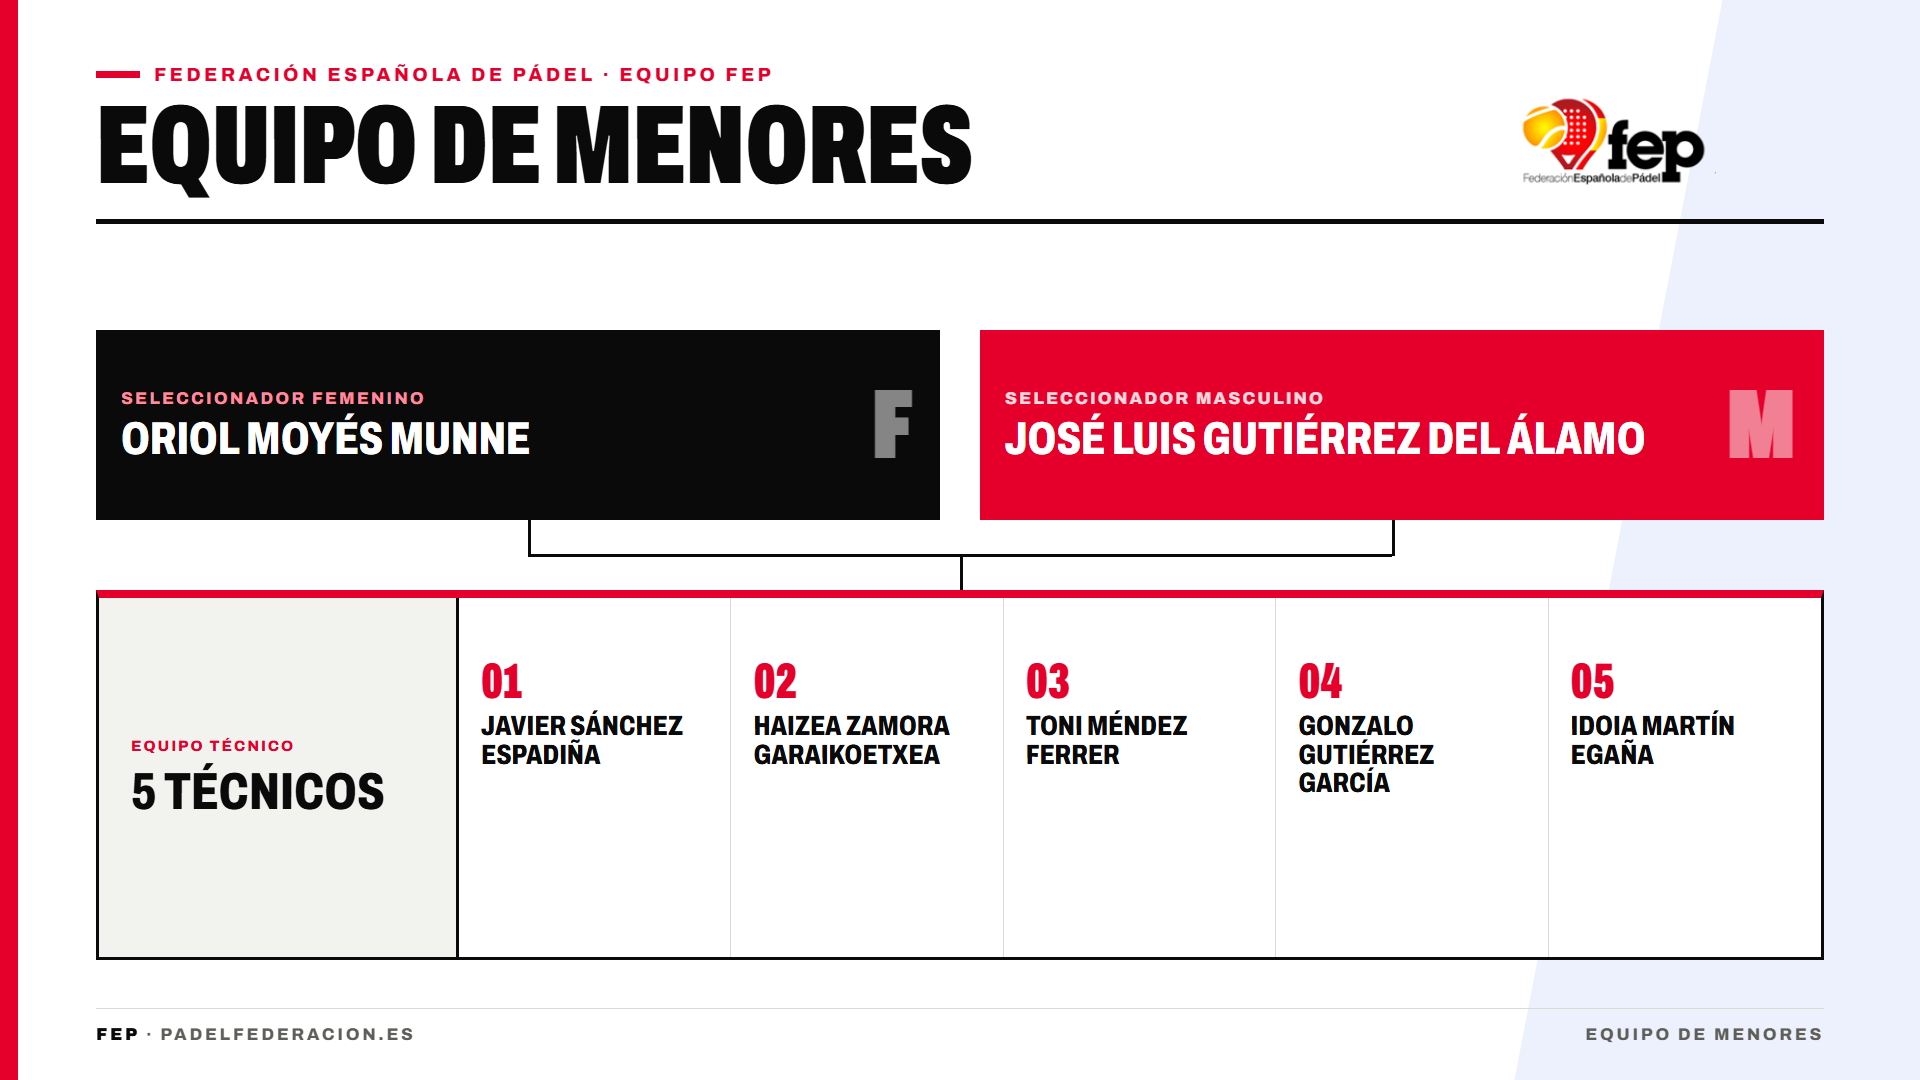 FEDERACIÓN ESPAÑOLA DE PÁDEL · EQUIPO FEP
EQUIPO DE MENORES
fep
FederaciónEspañoladePádel
SELECCIONADOR FEMENINO
ORIOL MOYÉS MUNNE
F
SELECCIONADOR MASCULINO
JOSÉ LUIS GUTIÉRREZ DEL ÁLAMO
M
EQUIPO TÉCNICO
5 TÉCNICOS
01
JAVIER SÁNCHEZ
ESPADIÑA
02
HAIZEA ZAMORA
GARAIKOETXEA
03
TONI MÉNDEZ
FERRER
04
GONZALO
GUTIÉRREZ
GARCÍA
05
IDOIA MARTÍN
EGAÑA
FEP · PADELFEDERACION.ES
EQUIPO DE MENORES